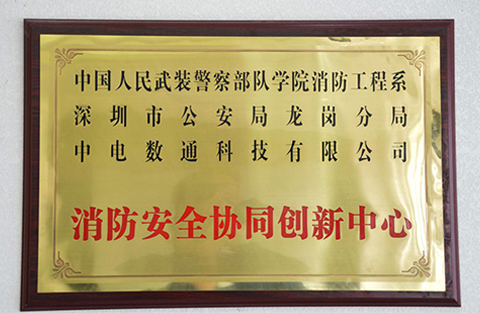 中国人民武装警察部队学院消防工程系
深圳市公安局龙岗分局
中电数通科技有限公司
消防安全协同创新中心